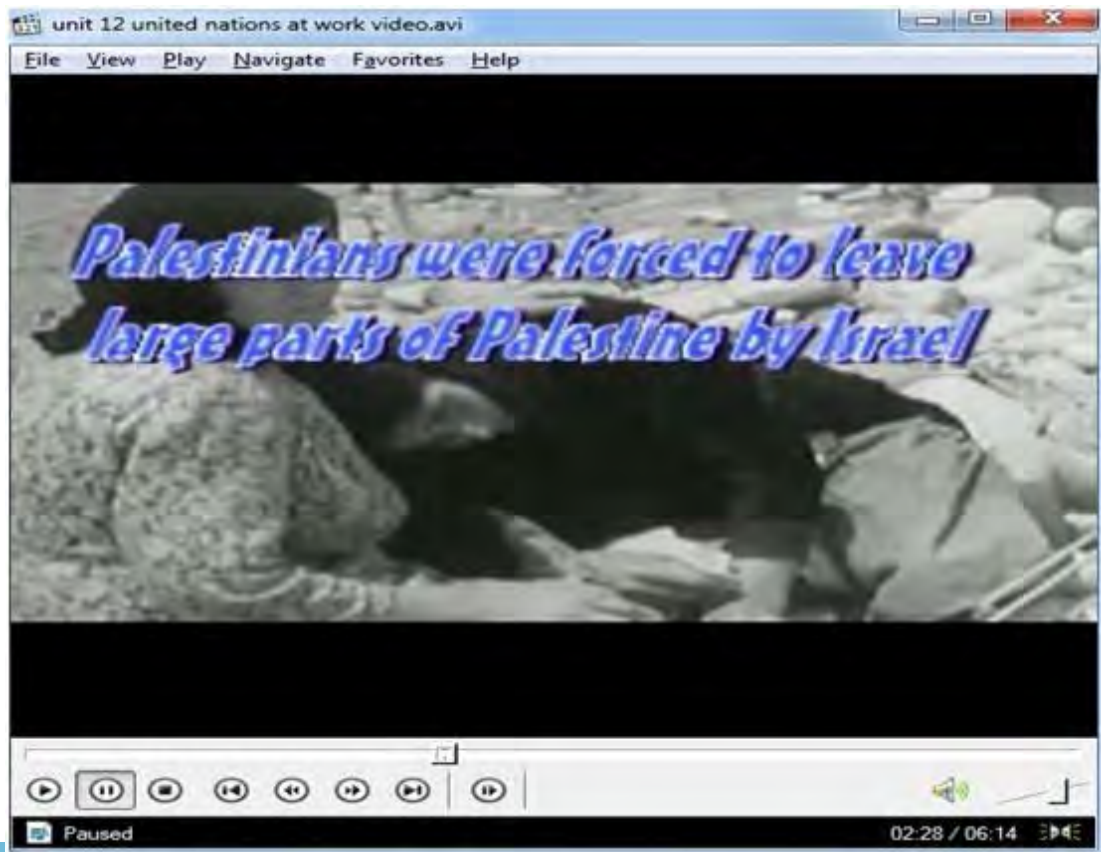 unit 12 united nations at work video.avi
File View Play Navigate Favorites Help
Palestinians were forced to leave
large parts of Palestine by Israel
Paused 02:28 / 06:14